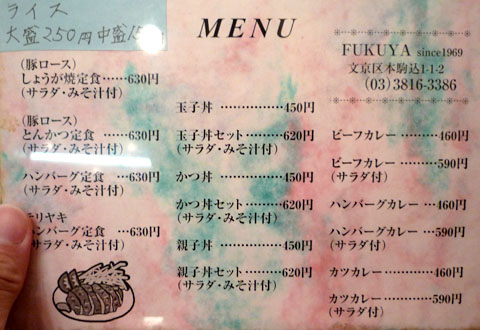 ライス
大盛250円 中盛15
MENU
FUKUYA since1969
文京区本駒込1-1-2
(03)3816-3386
(豚ロース)
しょうが焼定食……630円
(サラダ・みそ汁付)
(豚ロース)
とんかつ定食 ……630円
(サラダ・みそ汁付)
ハンバーグ定食 …630円
(サラダ・みそ汁付)
テリヤキ
ハンバーグ定食 …630円
(サラダ・みそ汁付)
玉子丼 ………………450円
玉子丼セット…………620円
(サラダ・みそ汁付)
かつ丼 ………………450円
かつ丼セット…………620円
(サラダ・みそ汁付)
親子丼 ………………450円
親子丼セット…………620円
(サラダ・みそ汁付)
ビーフカレー …………460円
ビーフカレー …………590円
(サラダ付)
ハンバーグカレー …460円
ハンバーグカレー …590円
(サラダ付)
カツカレー……………460円
カツカレー……………590円
(サラダ付)